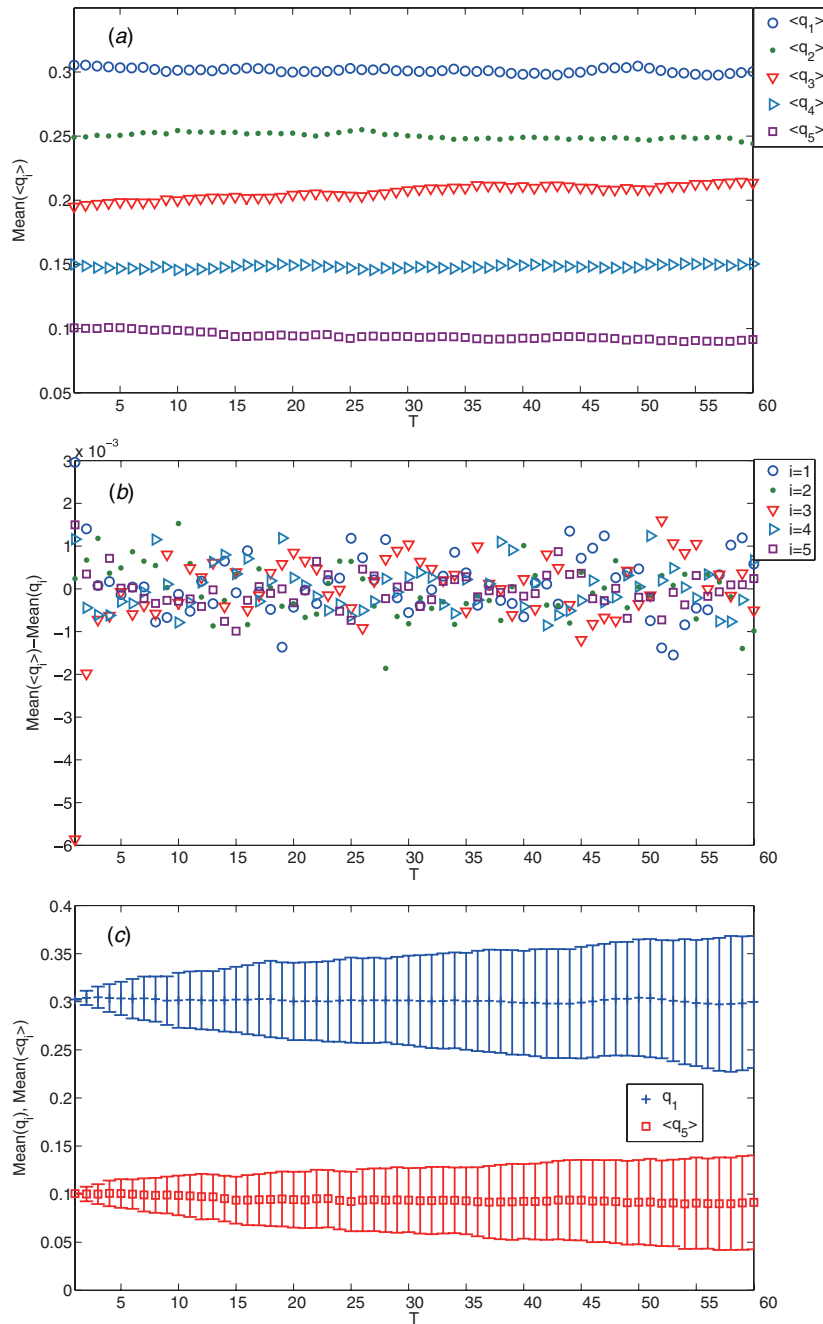 (a)
<q1>
<q2>
<q3>
<q4>
<q5>
Mean(<qi>)
0.3
0.25
0.2
0.15
0.1
0.05
5 10 15 20 25 30 35 40 45 50 55 60
T
x 10−3
(b)
i=1
i=2
i=3
i=4
i=5
Mean(<qi>)−Mean(qi)
3
2
1
0
−1
−2
−3
−4
−5
−6
5 10 15 20 25 30 35 40 45 50 55 60
T
(c)
Mean(qi), Mean(<qi>)
0.4
0.35
0.3
0.25
0.2
0.15
0.1
0.05
0
q1
<q5>
5 10 15 20 25 30 35 40 45 50 55 60
T